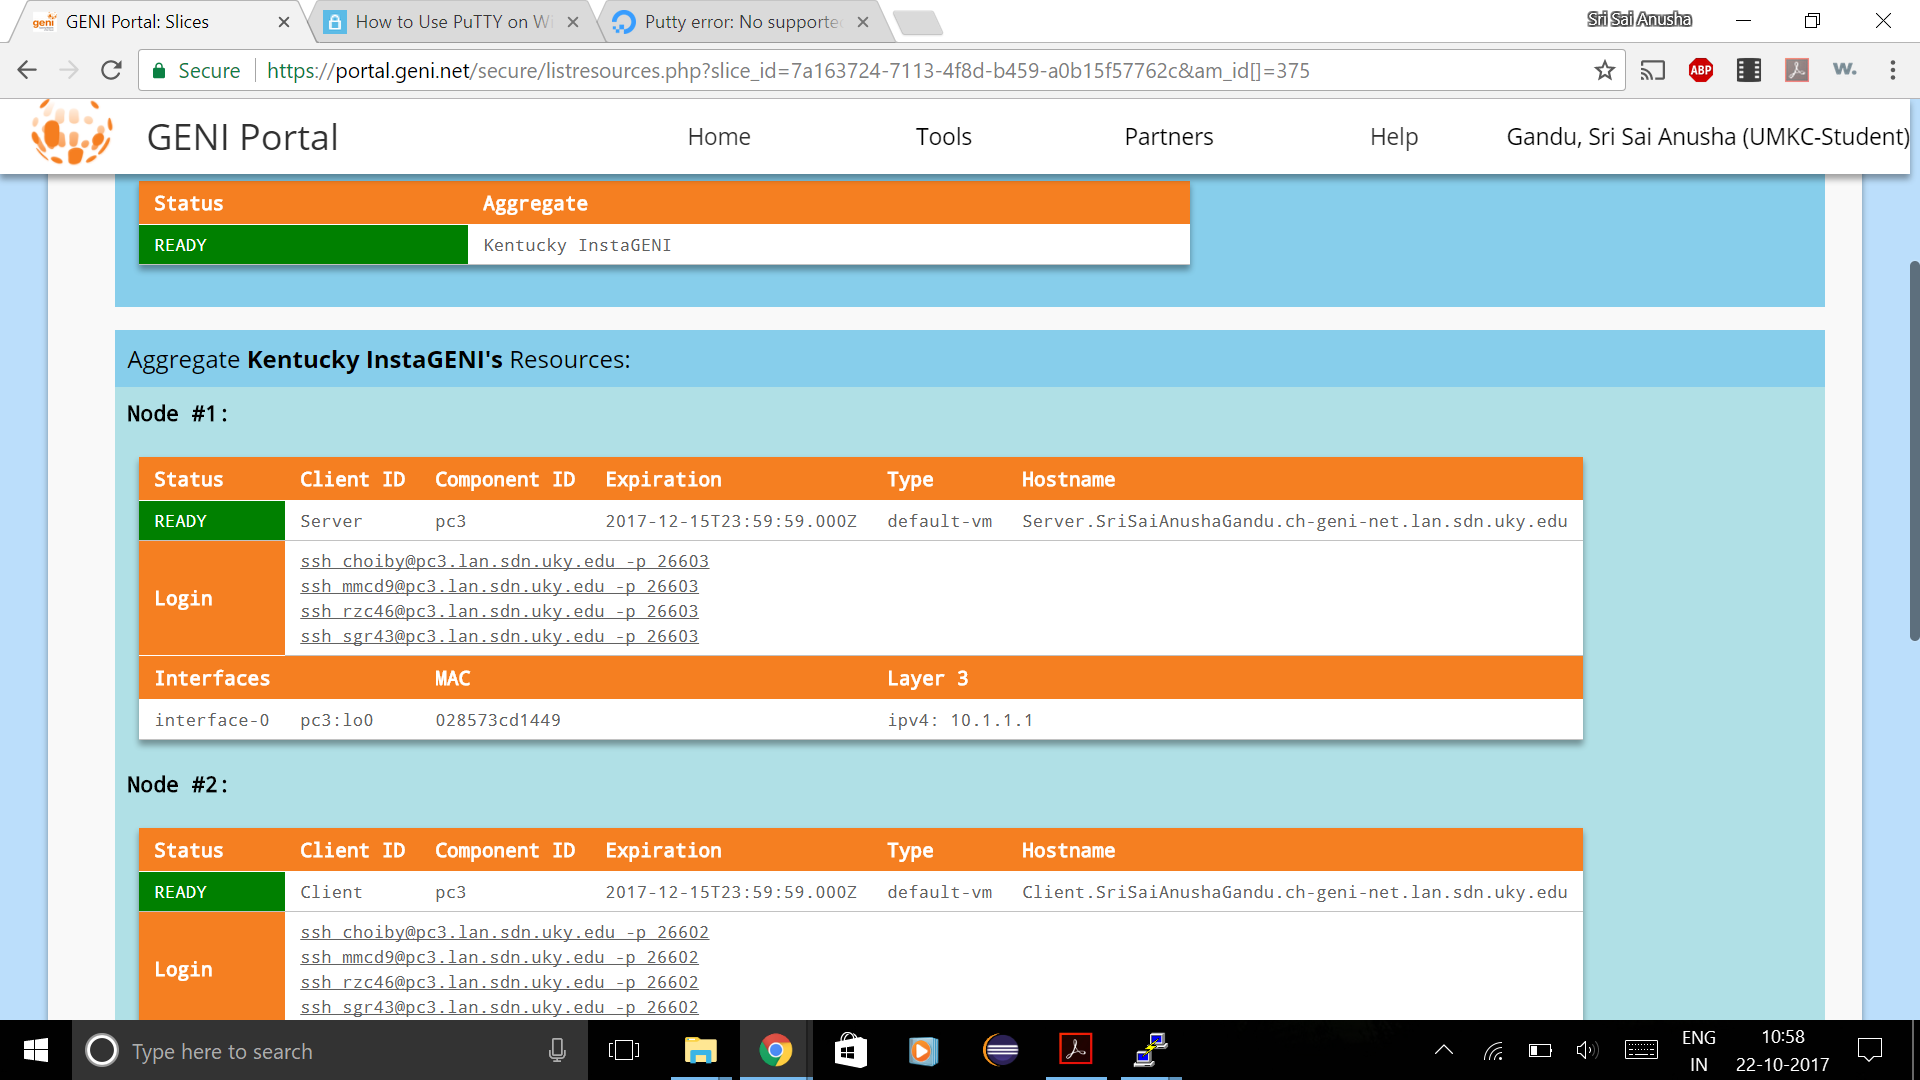 GENI Portal: Slices
How to Use PuTTY on Wi
Putty error: No supporte
Sri Sai Anusha
Secure
https://portal.geni.net/secure/listresources.php?slice_id=7a163724-7113-4f8d-b459-a0b15f57762c&am_id[]=375
ABP
w.
geni
GENI Portal
Home
Tools
Partners
Help
Gandu, Sri Sai Anusha (UMKC-Student)
Status Aggregate
READY Kentucky InstaGENI
Aggregate Kentucky InstaGENI's Resources:
Node #1:
Status Client ID Component ID Expiration Type Hostname
READY Server pc3 2017-12-15T23:59:59.000Z default-vm Server.SriSaiAnushaGandu.ch-geni-net.lan.sdn.uky.edu
Login
ssh choiby@pc3.lan.sdn.uky.edu -p 26603
ssh mmcd9@pc3.lan.sdn.uky.edu -p 26603
ssh rzc46@pc3.lan.sdn.uky.edu -p 26603
ssh sgr43@pc3.lan.sdn.uky.edu -p 26603
Interfaces MAC Layer 3
interface-0 pc3:lo0 028573cd1449 ipv4: 10.1.1.1
Node #2:
Status Client ID Component ID Expiration Type Hostname
READY Client pc3 2017-12-15T23:59:59.000Z default-vm Client.SriSaiAnushaGandu.ch-geni-net.lan.sdn.uky.edu
Login
ssh choiby@pc3.lan.sdn.uky.edu -p 26602
ssh mmcd9@pc3.lan.sdn.uky.edu -p 26602
ssh rzc46@pc3.lan.sdn.uky.edu -p 26602
ssh sgr43@pc3.lan.sdn.uky.edu -p 26602
Type here to search
ENG
IN
10:58
22-10-2017